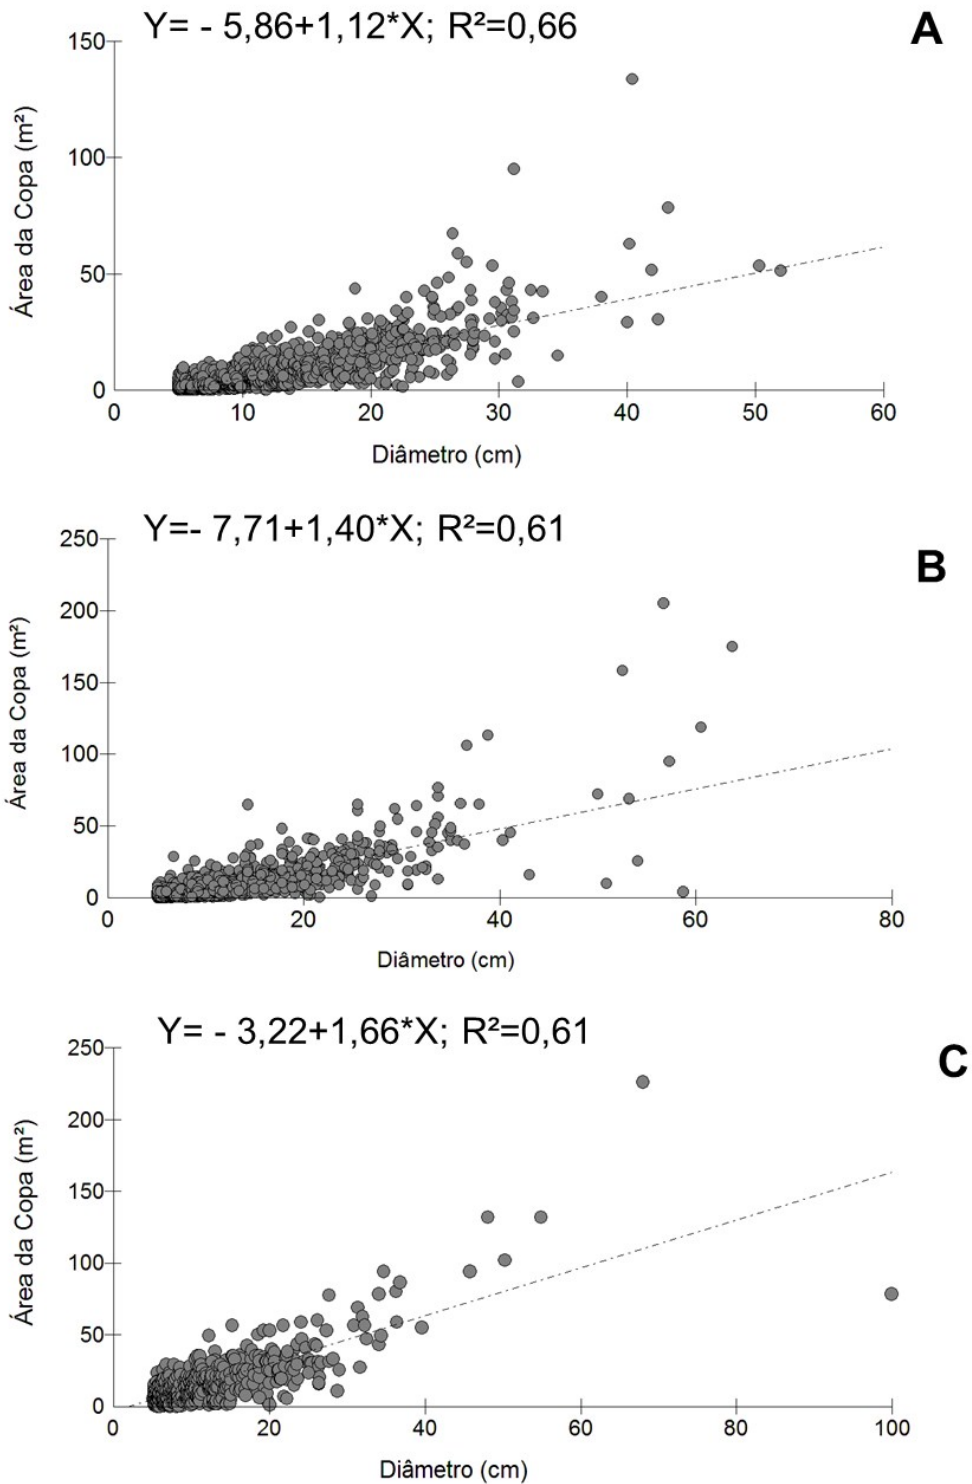 Y= - 5,86+1,12*X; R²=0,66
A
150
100
50
0
Área da Copa (m²)
0 10 20 30 40 50 60
Diâmetro (cm)
Y=- 7,71+1,40*X; R²=0,61
B
250
200
150
100
50
0
Área da Copa (m²)
0 20 40 60 80
Diâmetro (cm)
Y= - 3,22+1,66*X; R²=0,61
C
250
200
150
100
50
0
Área da Copa (m²)
0 20 40 60 80 100
Diâmetro (cm)